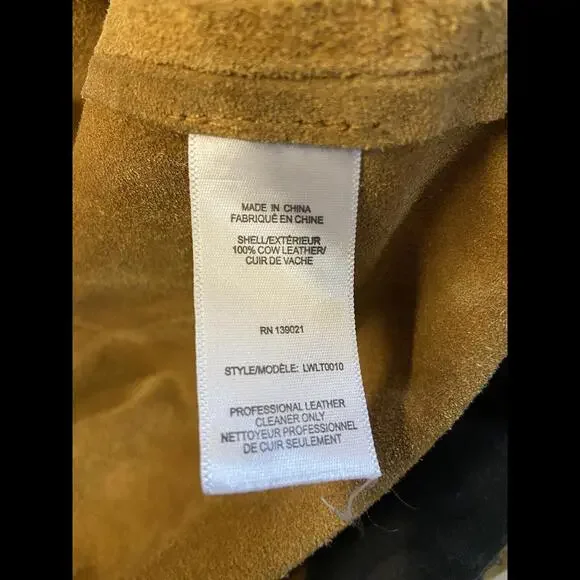 MADE IN CHINA
FABRIQUÉ EN CHINE
SHELL/EXTÉRIEUR
100% COW LEATHER/
CUIR DE VACHE
RN 139021
STYLE/MODÈLE: LWLT0010
PROFESSIONAL LEATHER
CLEANER ONLY
NETTOYEUR PROFESSIONNEL
DE CUIR SEULEMENT